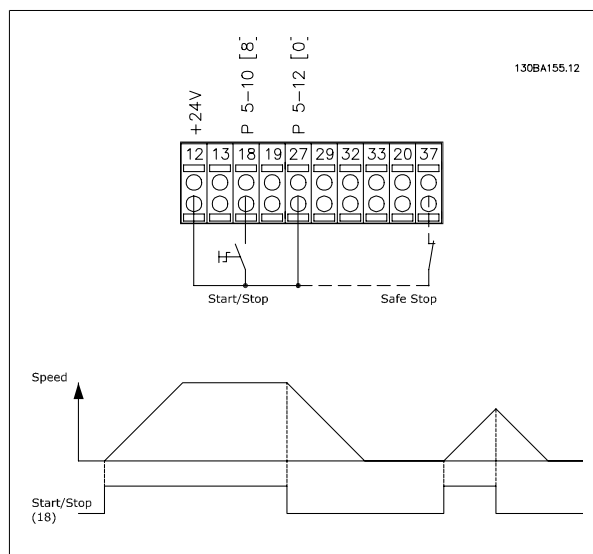 130BA155.12
+24V
P 5-10 [8]
P 5-12 [0]
12 13 18 19 27 29 32 33 20 37
Start/Stop
Safe Stop
Speed
Start/Stop
(18)